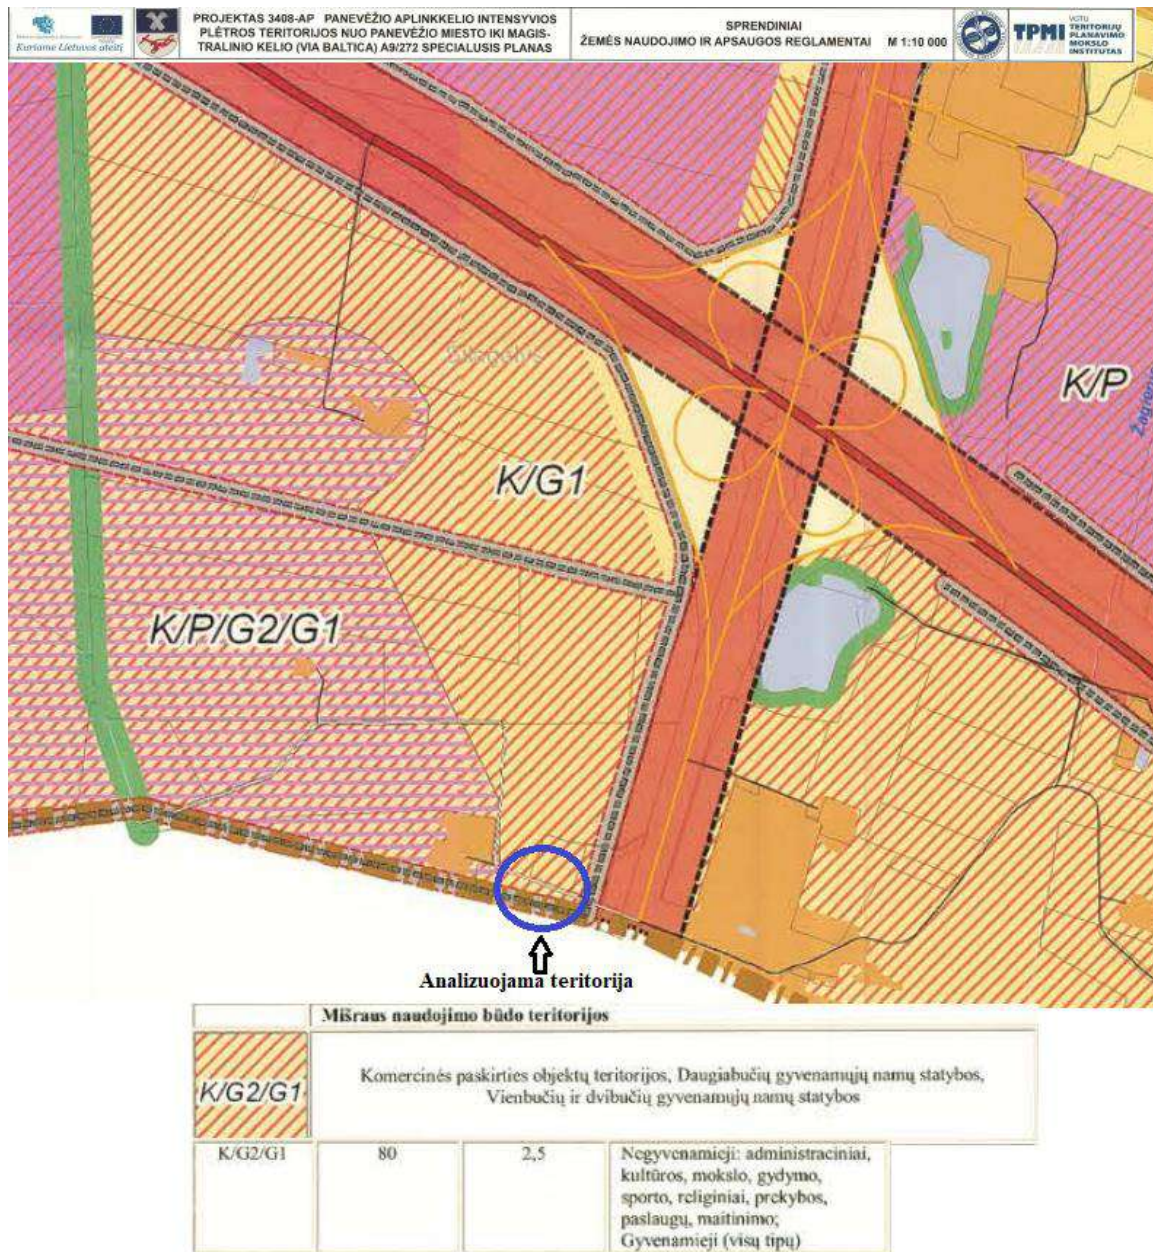 Kuriame Lietuvos ateitį
PROJEKTAS 3408-AP PANEVĖŽIO APLINKKELIO INTENSYVIOS
PLĖTROS TERITORIJOS NUO PANEVĖŽIO MIESTO IKI MAGIS-
TRALINIO KELIO (VIA BALTICA) A9/272 SPECIALUSIS PLANAS
SPRENDINIAI
ŽEMĖS NAUDOJIMO IR APSAUGOS REGLAMENTAI M 1:10 000
TPMI
VGTU
TERITORIJŲ
PLANAVIMO
MOKSLO
INSTITUTAS
K/P
K/G1
K/P/G2/G1
Analizuojama teritorija
Mišraus naudojimo būdo teritorijos
K/G2/G1
Komercinės paskirties objektų teritorijos, Daugiabučių gyvenamųjų namų statybos,
Vienbučių ir dvibučių gyvenamųjų namų statybos
K/G2/G1 80 2,5 Negyvenamieji: administraciniai,
kultūros, mokslo, gydymo,
sporto, religiniai, prekybos,
paslaugų, maitinimo;
Gyvenamieji (visų tipų)